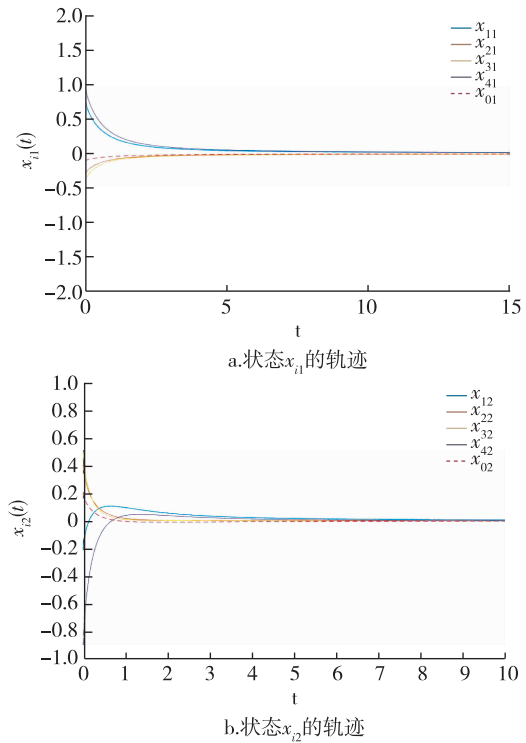 2.0
1.5
1.0
0.5
0
−0.5
−1.0
−1.5
−2.0
x_{i1}(t)
x_{11}
x_{21}
x_{31}
x_{41}
x_{01}
0 5 10 15
t
a.状态x_{i1}的轨迹
1.0
0.8
0.6
0.4
0.2
0
−0.2
−0.4
−0.6
−0.8
−1.0
x_{i2}(t)
x_{12}
x_{22}
x_{32}
x_{42}
x_{02}
0 1 2 3 4 5 6 7 8 9 10
t
b.状态x_{i2}的轨迹